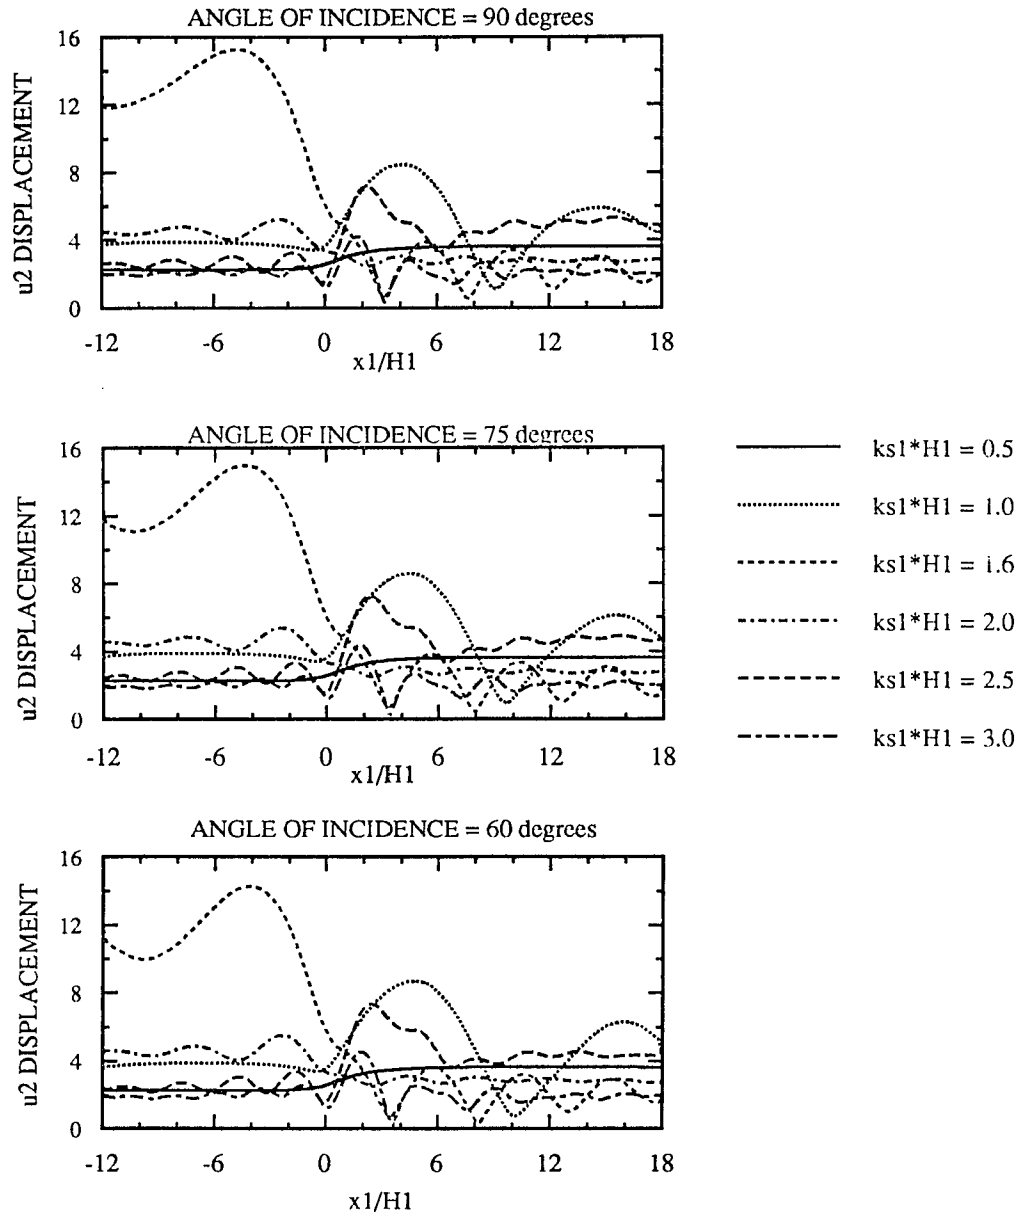 ANGLE OF INCIDENCE = 90 degrees
16
12
8
4
0
u2 DISPLACEMENT
-12 -6 0 6 12 18
x1/H1
ANGLE OF INCIDENCE = 75 degrees
16
12
8
4
0
u2 DISPLACEMENT
-12 -6 0 6 12 18
x1/H1
ks1*H1 = 0.5
ks1*H1 = 1.0
ks1*H1 = 1.6
ks1*H1 = 2.0
ks1*H1 = 2.5
ks1*H1 = 3.0
ANGLE OF INCIDENCE = 60 degrees
16
12
8
4
0
u2 DISPLACEMENT
-12 -6 0 6 12 18
x1/H1